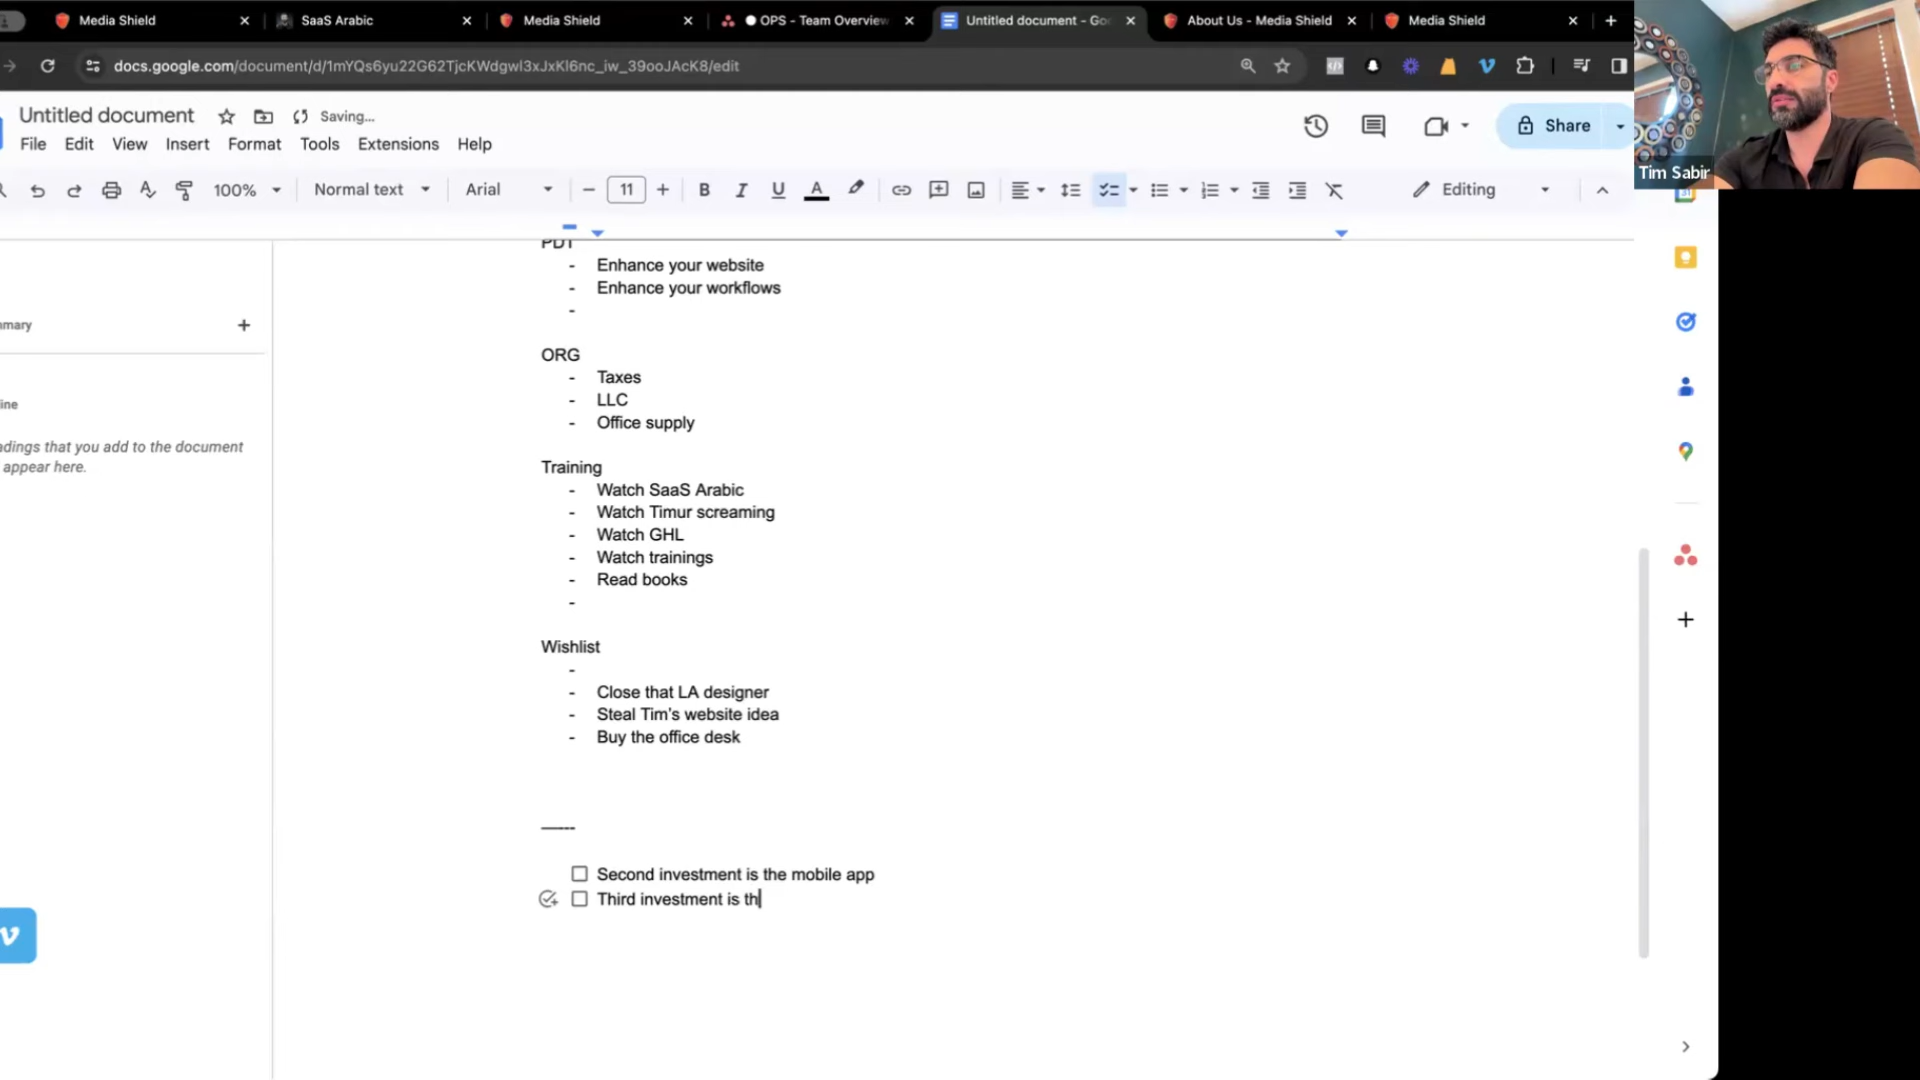 Media Shield
SaaS Arabic
Media Shield
OPS - Team Overview
Untitled document - Goo
About Us - Media Shield
Media Shield
docs.google.com/document/d/1mYQs6yu22G62TjcKWdgwl3xJxKl6nc_iw_39ooJAcK8/edit
Untitled document
Saving...
Share
Tim Sabir
File Edit View Insert Format Tools Extensions Help
100% Normal text Arial 11 Editing
PDT
- Enhance your website
- Enhance your workflows
-
ORG
- Taxes
- LLC
- Office supply
Training
- Watch SaaS Arabic
- Watch Timur screaming
- Watch GHL
- Watch trainings
- Read books
-
Wishlist
-
- Close that LA designer
- Steal Tim's website idea
- Buy the office desk
------
Second investment is the mobile app
Third investment is th
mmary
ine
adings that you add to the document
appear here.